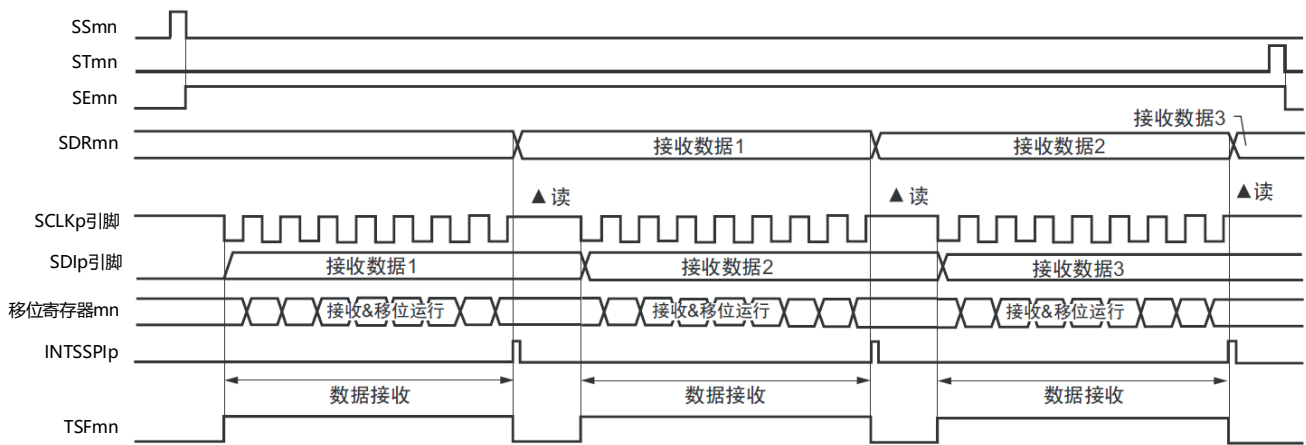 SSmn
STmn
SEmn
接收数据3
SDRmn 接收数据1 接收数据2
▲读 ▲读 ▲读
SCLKp引脚
SDIp引脚 接收数据1 接收数据2 接收数据3
移位寄存器mn 接收&移位运行 接收&移位运行 接收&移位运行
INTSSPIp
数据接收 数据接收 数据接收
TSFmn